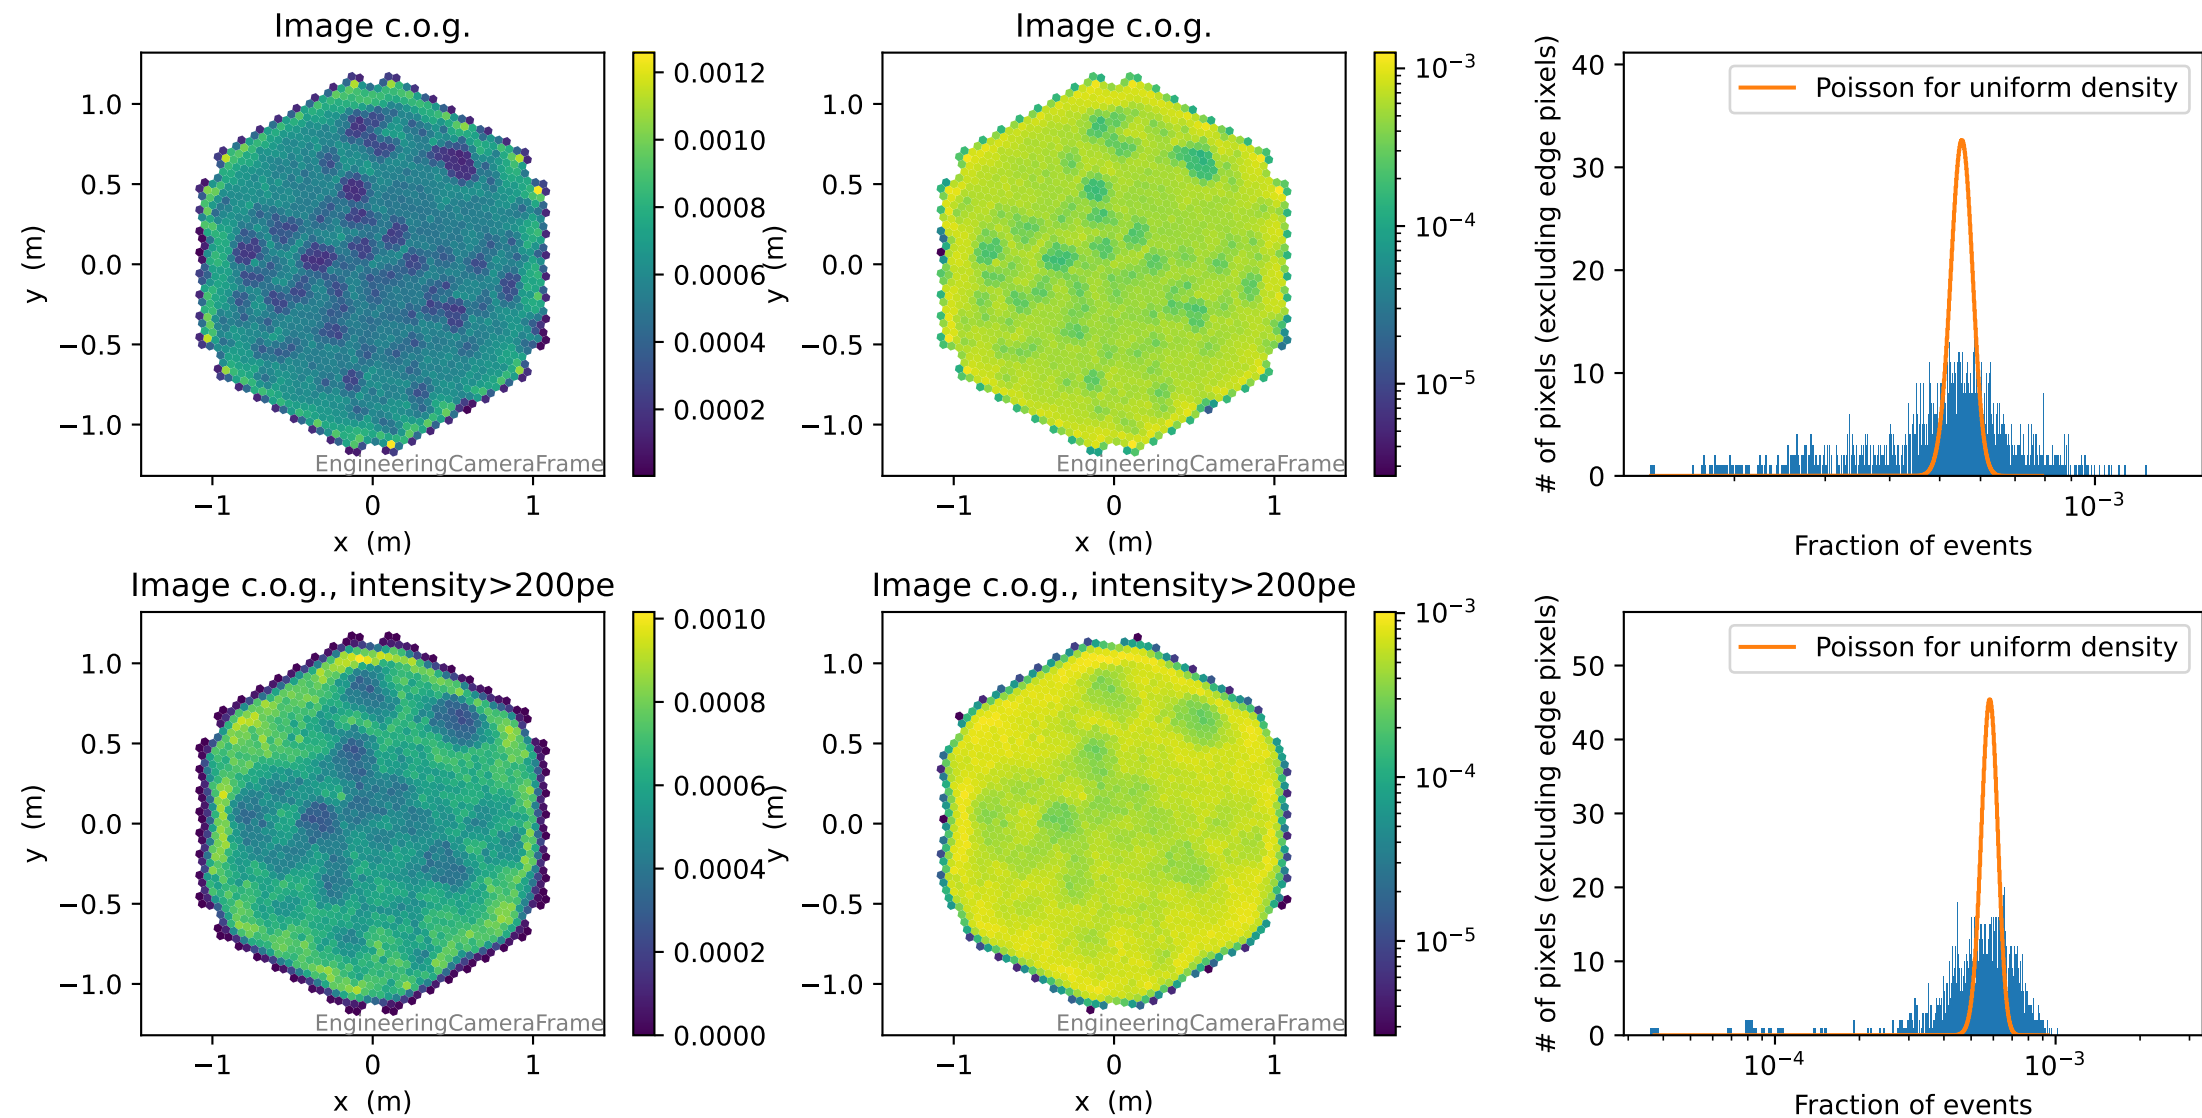 Image c.o.g.
1.0
0.5
0.0
−0.5
−1.0
y (m)
−1
0
1
x (m)
EngineeringCameraFrame
0.0012
0.0010
0.0008
0.0006
0.0004
0.0002
Image c.o.g.
1.0
0.5
0.0
−0.5
−1.0
y (m)
−1
0
1
x (m)
EngineeringCameraFrame
10⁻³
10⁻⁴
10⁻⁵
# of pixels (excluding edge pixels)
40
30
20
10
0
Poisson for uniform density
10⁻³
Fraction of events
Image c.o.g., intensity>200pe
1.0
0.5
0.0
−0.5
−1.0
y (m)
−1
0
1
x (m)
EngineeringCameraFrame
0.0010
0.0008
0.0006
0.0004
0.0002
0.0000
Image c.o.g., intensity>200pe
1.0
0.5
0.0
−0.5
−1.0
y (m)
−1
0
1
x (m)
EngineeringCameraFrame
10⁻³
10⁻⁴
10⁻⁵
# of pixels (excluding edge pixels)
50
40
30
20
10
0
Poisson for uniform density
10⁻⁴
10⁻³
Fraction of events